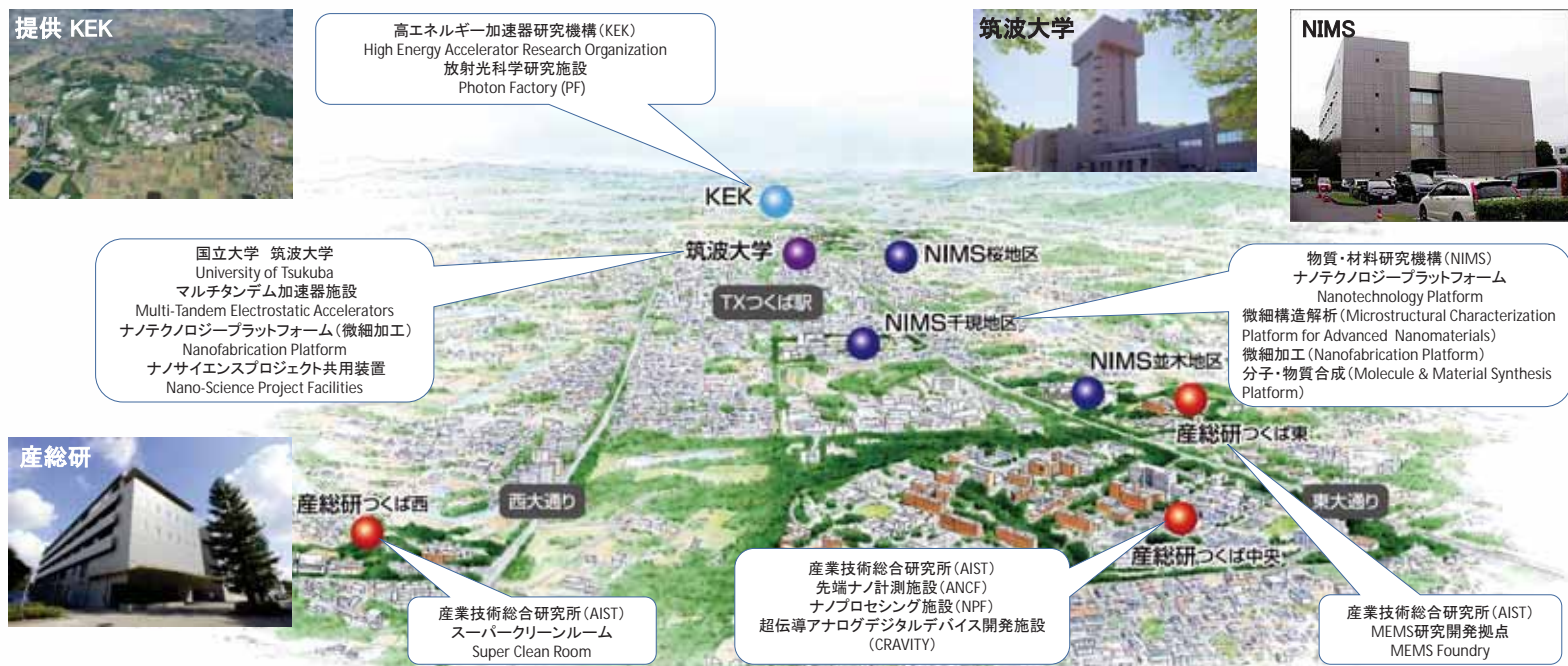 提供 KEK
高エネルギー加速器研究機構(KEK)
High Energy Accelerator Research Organization
放射光科学研究施設
Photon Factory (PF)
筑波大学
NIMS
KEK
筑波大学
NIMS桜地区
TXつくば駅
NIMS千現地区
NIMS並木地区
国立大学 筑波大学
University of Tsukuba
マルチタンデム加速器施設
Multi-Tandem Electrostatic Accelerators
ナノテクノロジープラットフォーム(微細加工)
Nanofabrication Platform
ナノサイエンスプロジェクト共用装置
Nano-Science Project Facilities
物質・材料研究機構(NIMS)
ナノテクノロジープラットフォーム
Nanotechnology Platform
微細構造解析(Microstructural Characterization
Platform for Advanced Nanomaterials)
微細加工(Nanofabrication Platform)
分子・物質合成(Molecule & Material Synthesis
Platform)
産総研
産総研つくば東
産総研つくば西
西大通り
東大通り
産総研つくば中央
産業技術総合研究所(AIST)
スーパークリーンルーム
Super Clean Room
産業技術総合研究所(AIST)
先端ナノ計測施設(ANCF)
ナノプロセシング施設(NPF)
超伝導アナログデジタルデバイス開発施設
(CRAVITY)
産業技術総合研究所(AIST)
MEMS研究開発拠点
MEMS Foundry